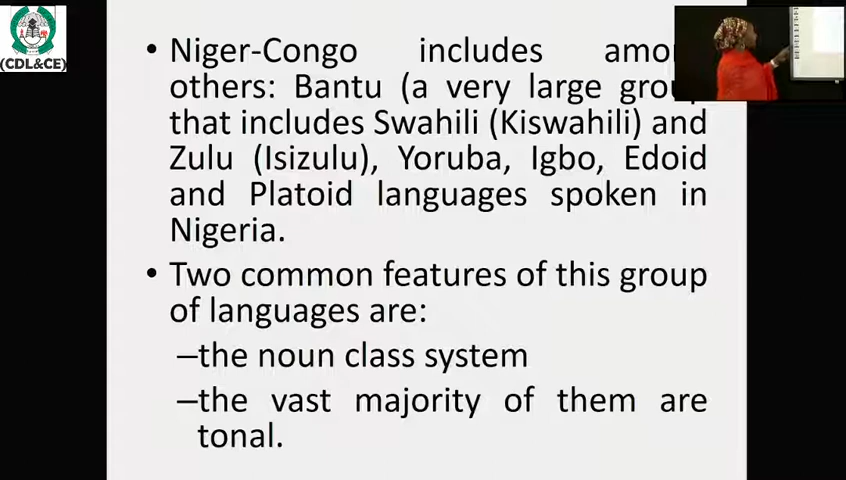 (CDL&CE)
• Niger-Congo includes
others: Bantu (a very large
that includes Swahili (Kiswahili) and
Zulu (Isizulu), Yoruba, Igbo, Edoid
and Platoid languages spoken in
Nigeria.
• Two common features of this group
of languages are:
–the noun class system
–the vast majority of them are
tonal.